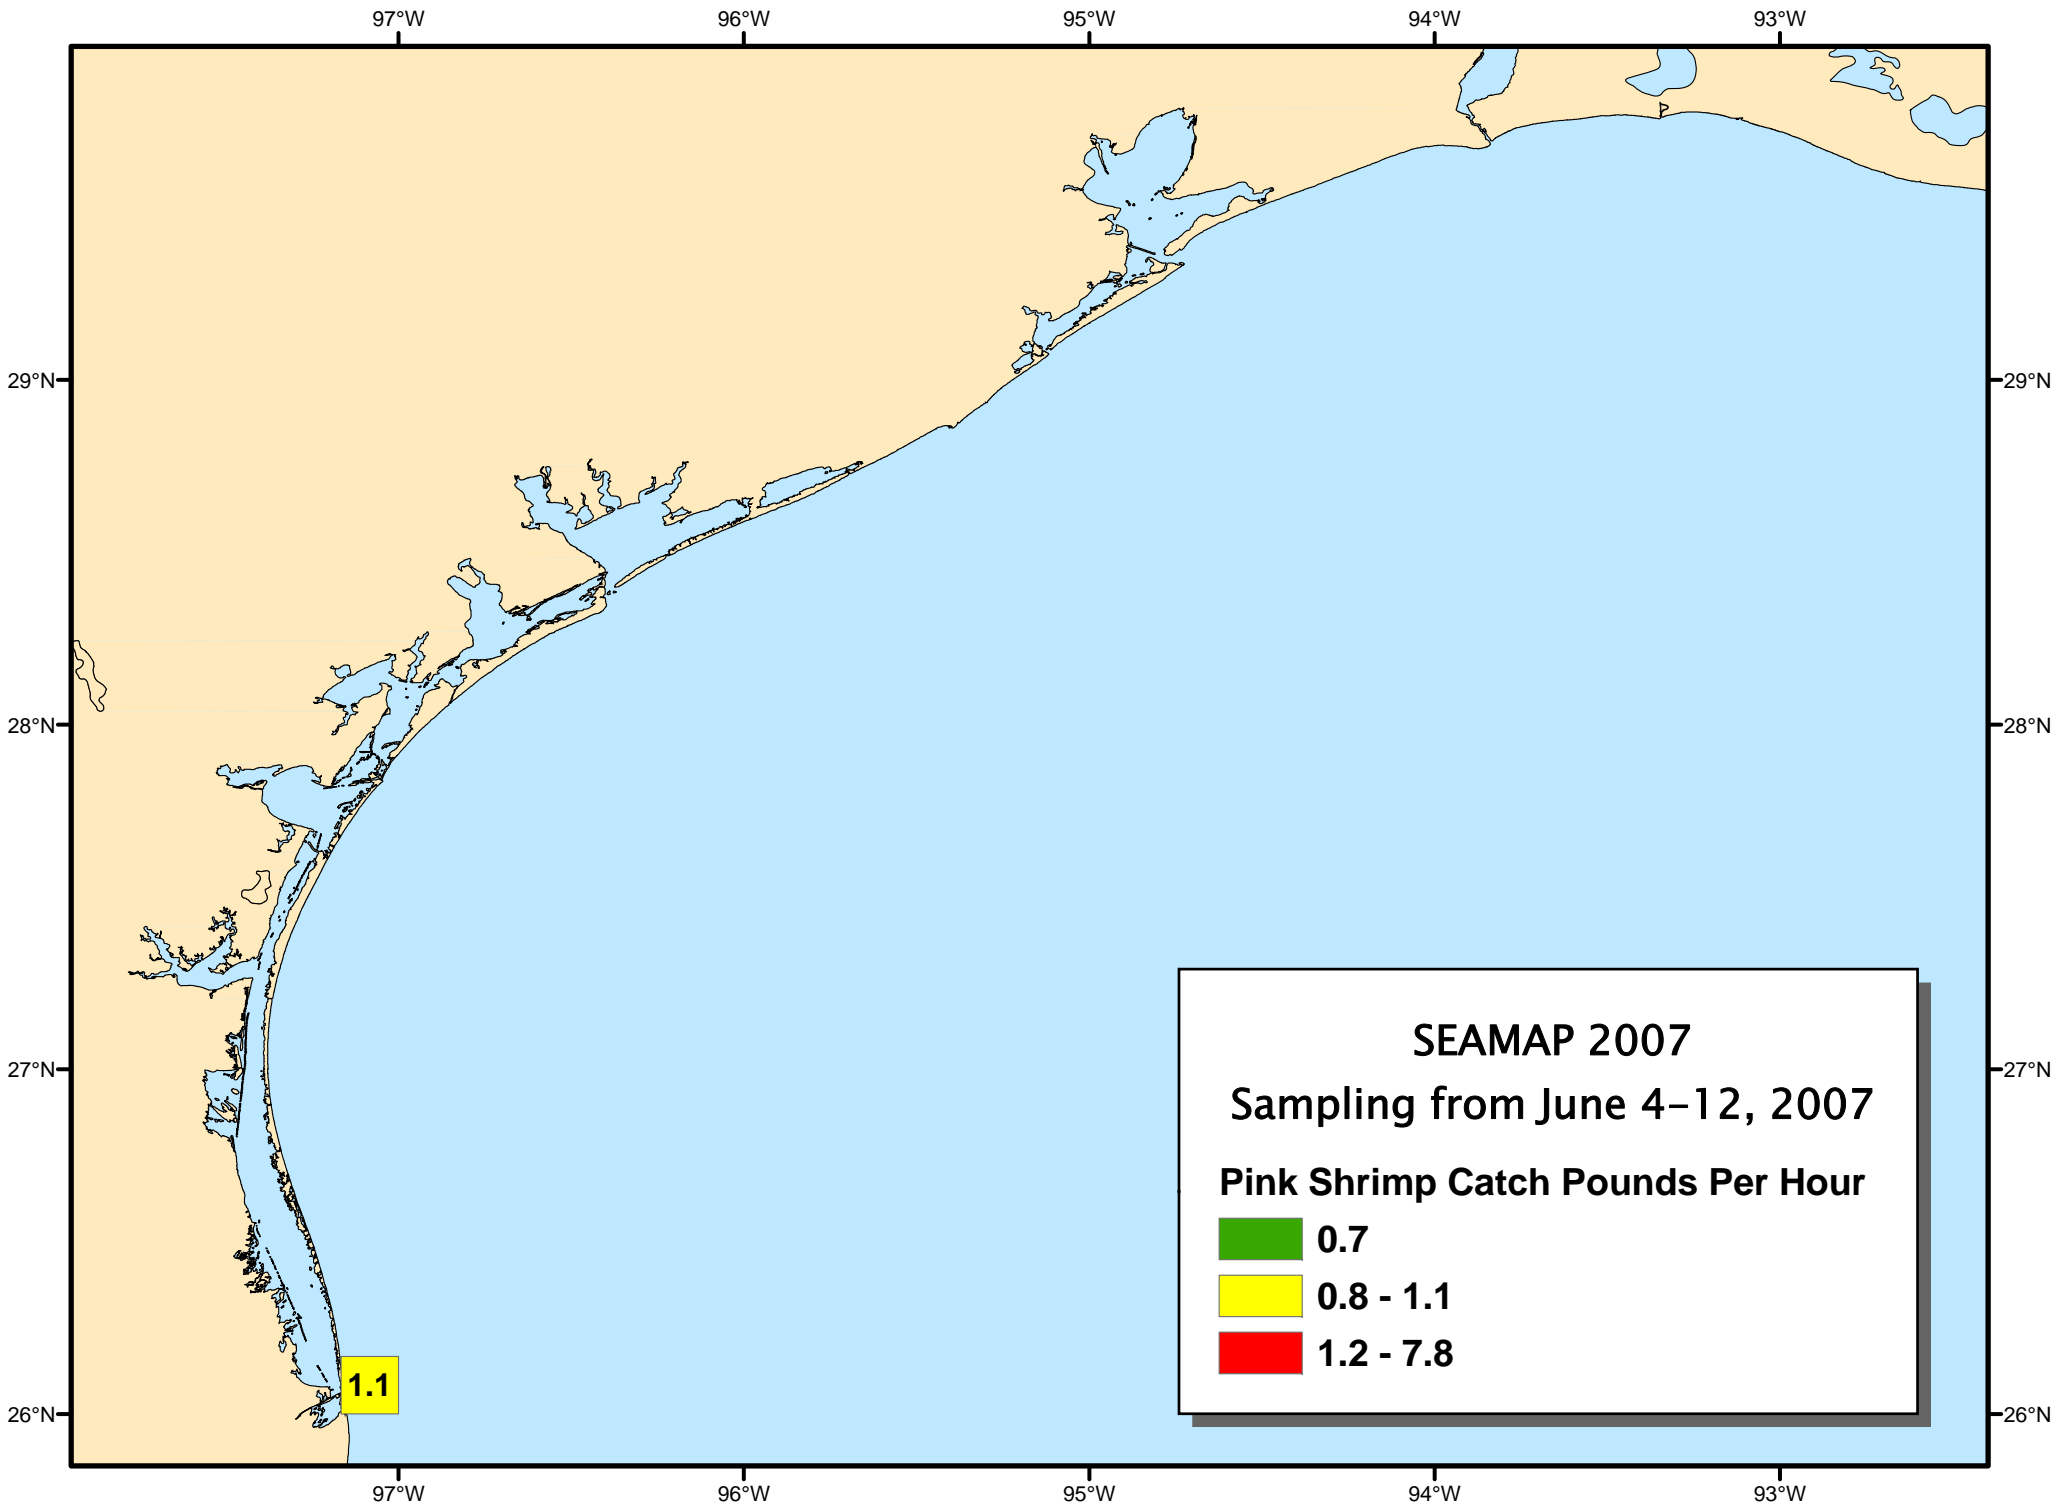 97°W 96°W 95°W 94°W 93°W
29°N 29°N
28°N 28°N
27°N 27°N
SEAMAP 2007
Sampling from June 4-12, 2007
Pink Shrimp Catch Pounds Per Hour
0.7
0.8 - 1.1
1.2 - 7.8
1.1
26°N 26°N
97°W 96°W 95°W 94°W 93°W